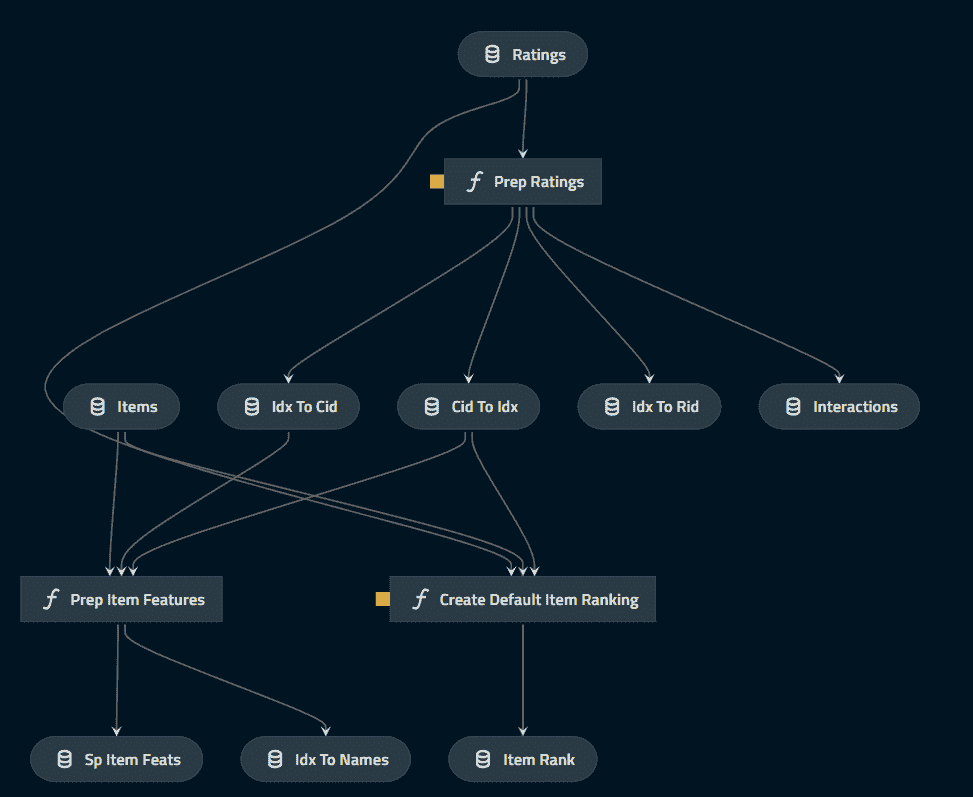 Ratings
Prep Ratings
Items
Idx To Cid
Cid To Idx
Idx To Rid
Interactions
Prep Item Features
Create Default Item Ranking
Sp Item Feats
Idx To Names
Item Rank